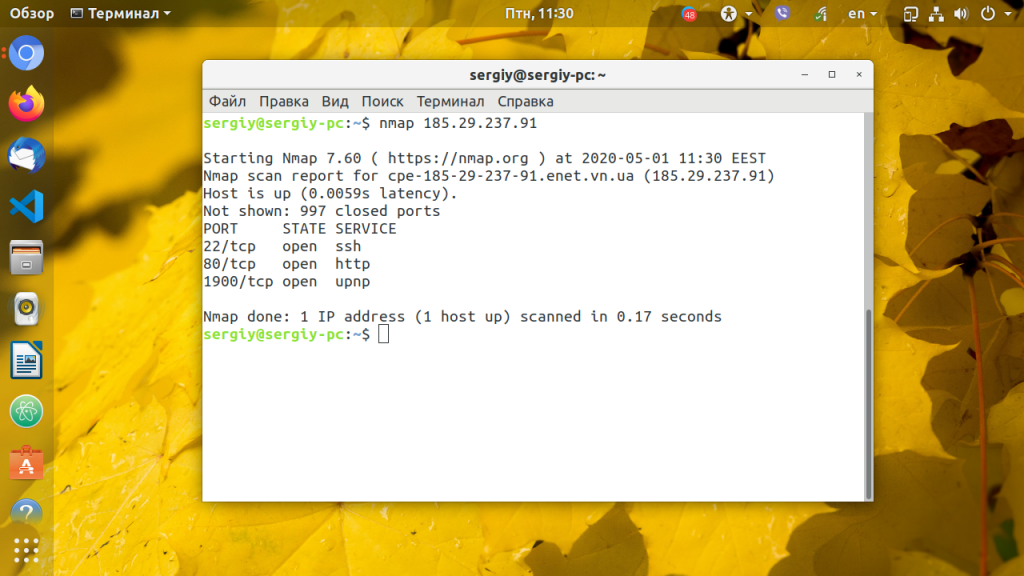 Обзор Терминал Птн, 11:30 48 en
sergiy@sergiy-pc: ~
Файл Правка Вид Поиск Терминал Справка
sergiy@sergiy-pc:~$ nmap 185.29.237.91
Starting Nmap 7.60 ( https://nmap.org ) at 2020-05-01 11:30 EEST
Nmap scan report for cpe-185-29-237-91.enet.vn.ua (185.29.237.91)
Host is up (0.0059s latency).
Not shown: 997 closed ports
PORT     STATE SERVICE
22/tcp   open  ssh
80/tcp   open  http
1900/tcp open  upnp
Nmap done: 1 IP address (1 host up) scanned in 0.17 seconds
sergiy@sergiy-pc:~$